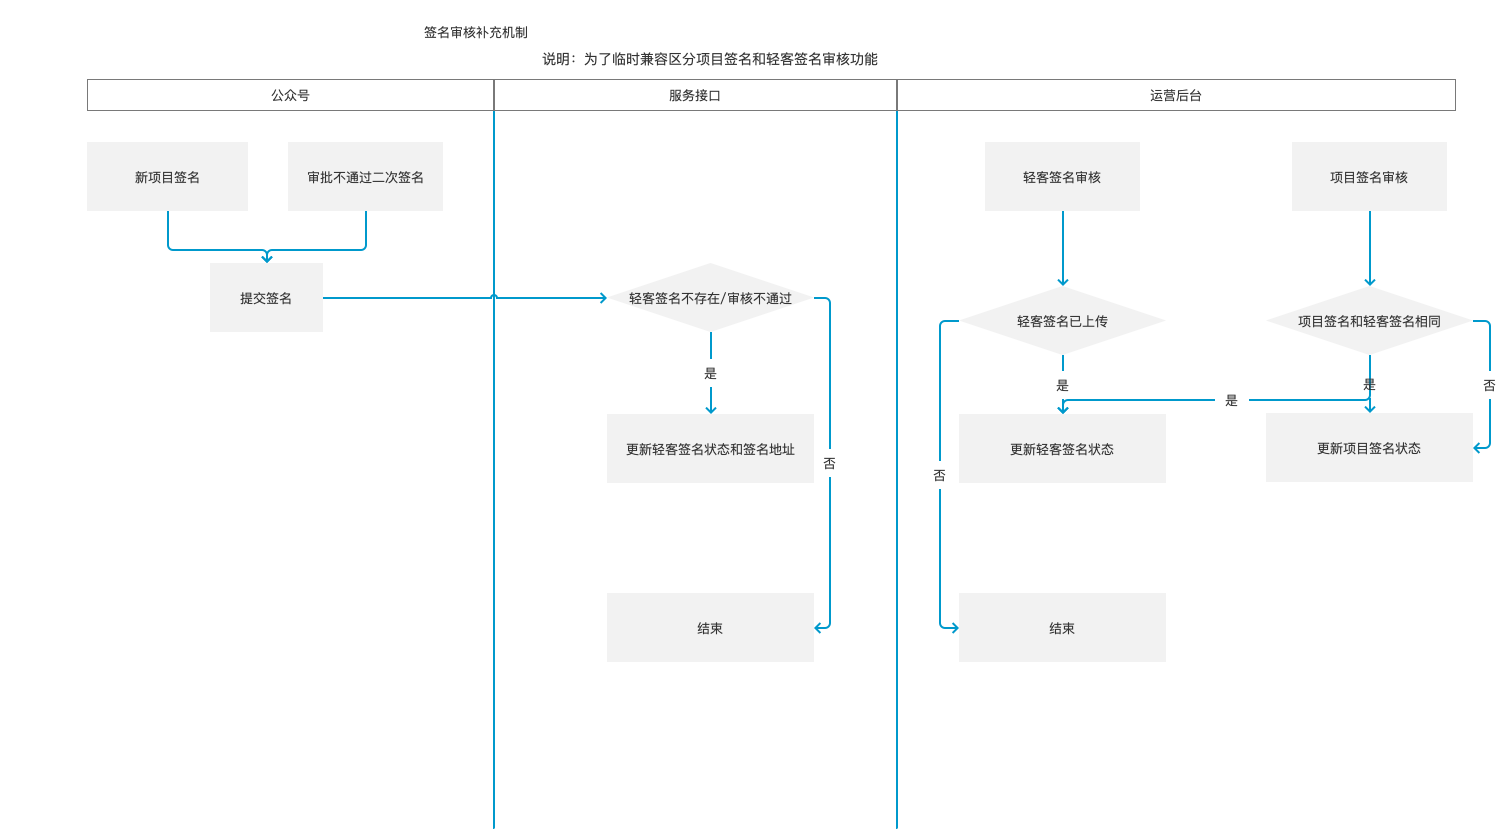 签名审核补充机制
说明：为了临时兼容区分项目签名和轻客签名审核功能
公众号
服务接口
运营后台
新项目签名
审批不通过二次签名
轻客签名审核
项目签名审核
提交签名
轻客签名不存在/审核不通过
轻客签名已上传
项目签名和轻客签名相同
是
是
是
否
是
更新轻客签名状态和签名地址
更新轻客签名状态
更新项目签名状态
否
否
结束
结束